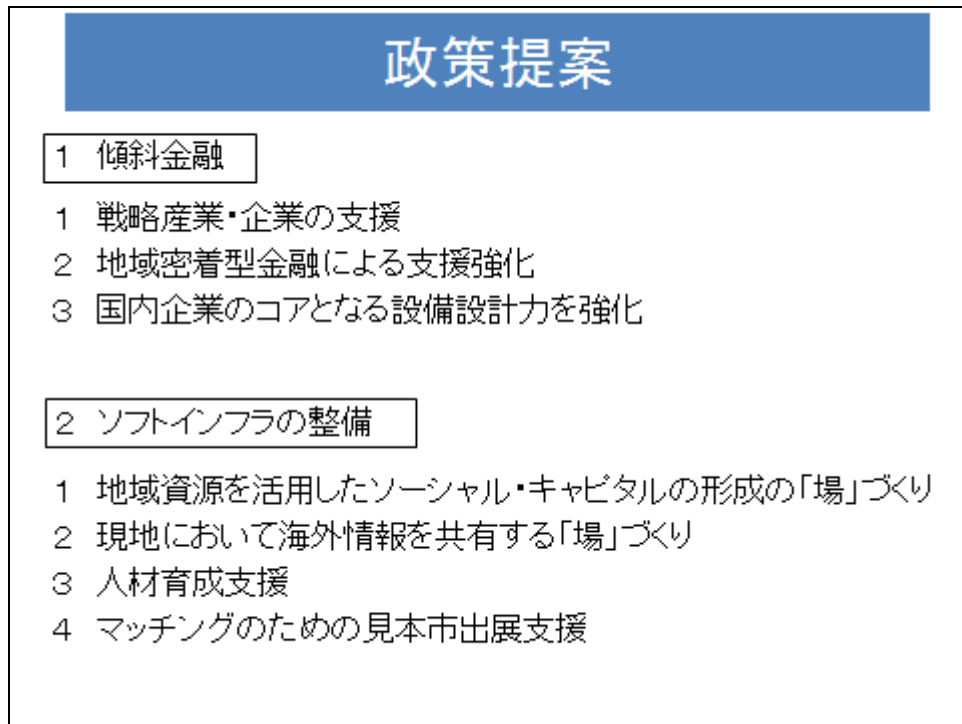 政策提案
1 傾斜金融
1 戦略産業・企業の支援
2 地域密着型金融による支援強化
3 国内企業のコアとなる設備設計力を強化
2 ソフトインフラの整備
1 地域資源を活用したソーシャル・キャピタルの形成の「場」づくり
2 現地において海外情報を共有する「場」づくり
3 人材育成支援
4 マッチングのための見本市出展支援